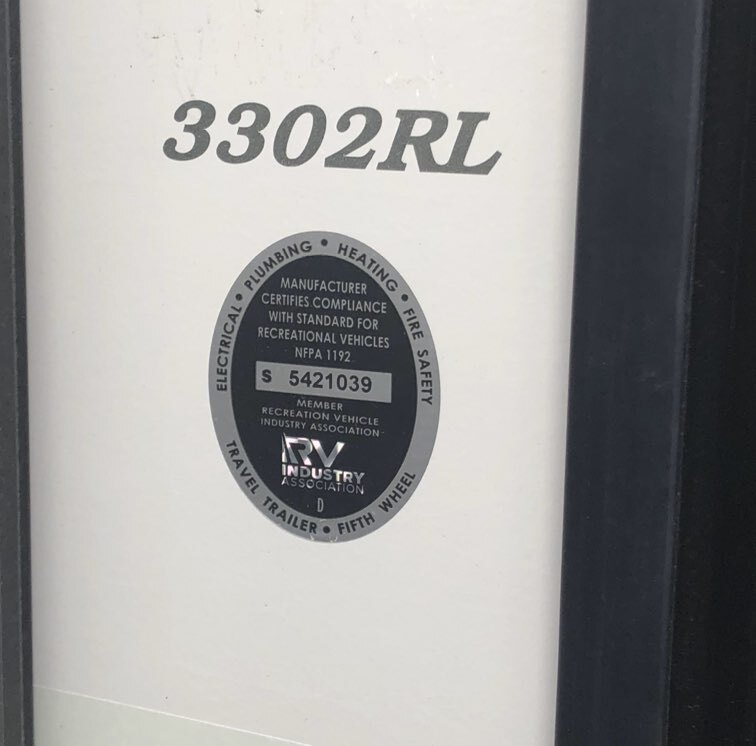 3302RL
ELECTRICAL • PLUMBING • HEATING • FIRE SAFETY
MANUFACTURER
CERTIFIES COMPLIANCE
WITH STANDARD FOR
RECREATIONAL VEHICLES
NFPA 1192
S 5421039
MEMBER
RECREATION VEHICLE
INDUSTRY ASSOCIATION
RV
INDUSTRY
ASSOCIATION
D
TRAVEL TRAILER • FIFTH WHEEL